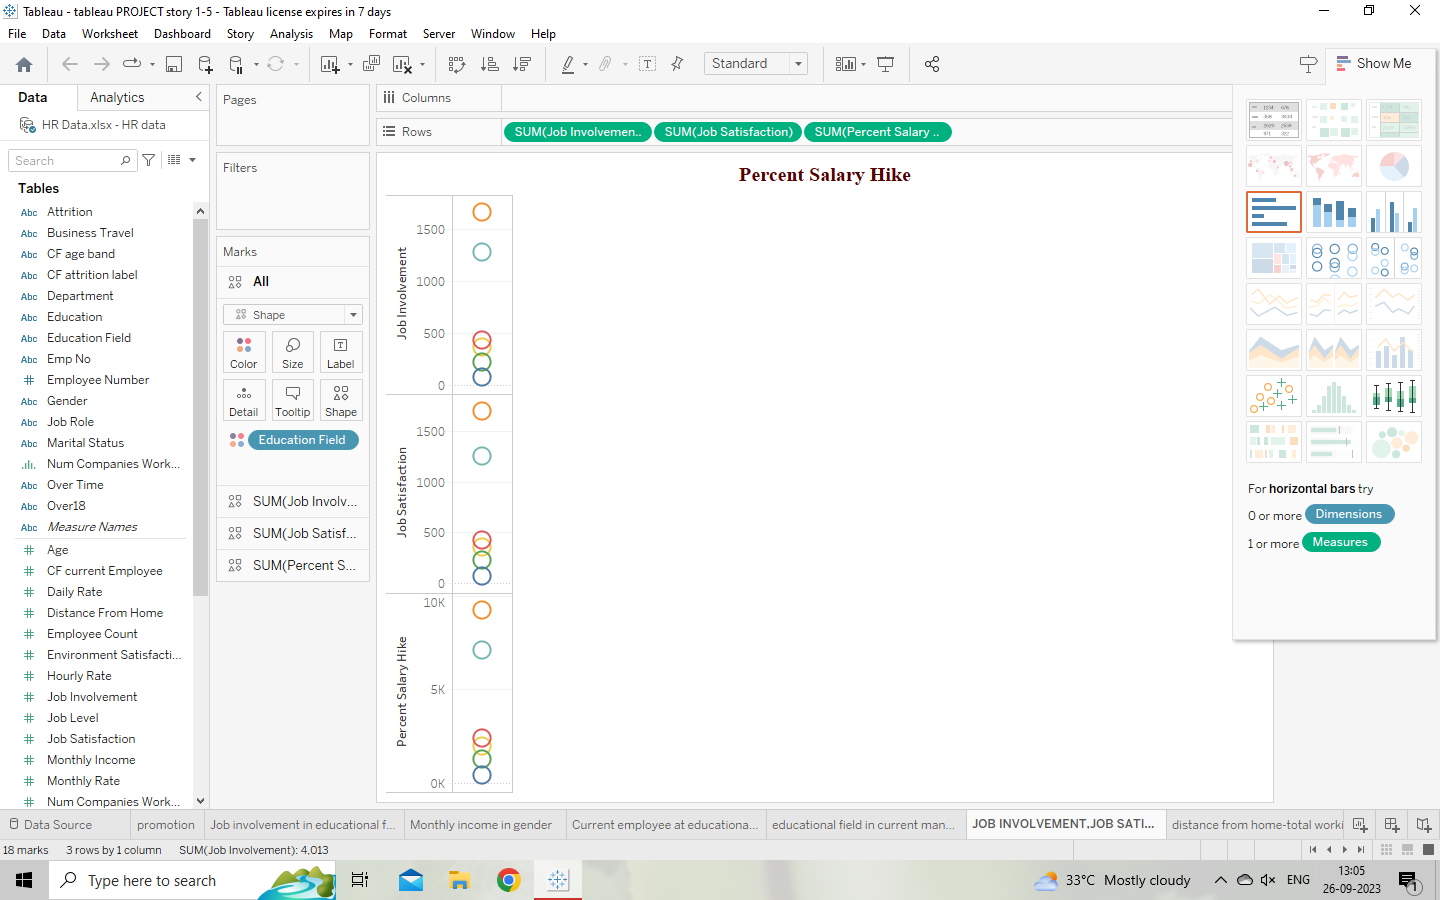 Tableau - tableau PROJECT story 1-5 - Tableau license expires in 7 days
File Data Worksheet Dashboard Story Analysis Map Format Server Window Help
Standard
Show Me
Data Analytics
HR Data.xlsx - HR data
Search
Tables
Abc Attrition
Abc Business Travel
Abc CF age band
Abc CF attrition label
Abc Department
Abc Education
Abc Education Field
Abc Emp No
Employee Number
Abc Gender
Abc Job Role
Abc Marital Status
Num Companies Work...
Abc Over Time
Abc Over18
Abc Measure Names
Age
CF current Employee
Daily Rate
Distance From Home
Employee Count
Environment Satisfacti...
Hourly Rate
Job Involvement
Job Level
Job Satisfaction
Monthly Income
Monthly Rate
Num Companies Work...
Pages
Filters
Marks
All
Shape
Color Size Label
Detail Tooltip Shape
Education Field
SUM(Job Involv...
SUM(Job Satisf...
SUM(Percent S...
Columns
Rows SUM(Job Involvemen.. SUM(Job Satisfaction) SUM(Percent Salary ..
Percent Salary Hike
Job Involvement
1500
1000
500
0
Job Satisfaction
1500
1000
500
0
Percent Salary Hike
10K
5K
0K
For horizontal bars try
0 or more Dimensions
1 or more Measures
Data Source promotion Job involvement in educational f... Monthly income in gender Current employee at educationa... educational field in current man... JOB INVOLVEMENT,JOB SATI... distance from home-total worki
18 marks 3 rows by 1 column SUM(Job Involvement): 4,013
Type here to search
33°C Mostly cloudy
ENG
13:05
26-09-2023
1